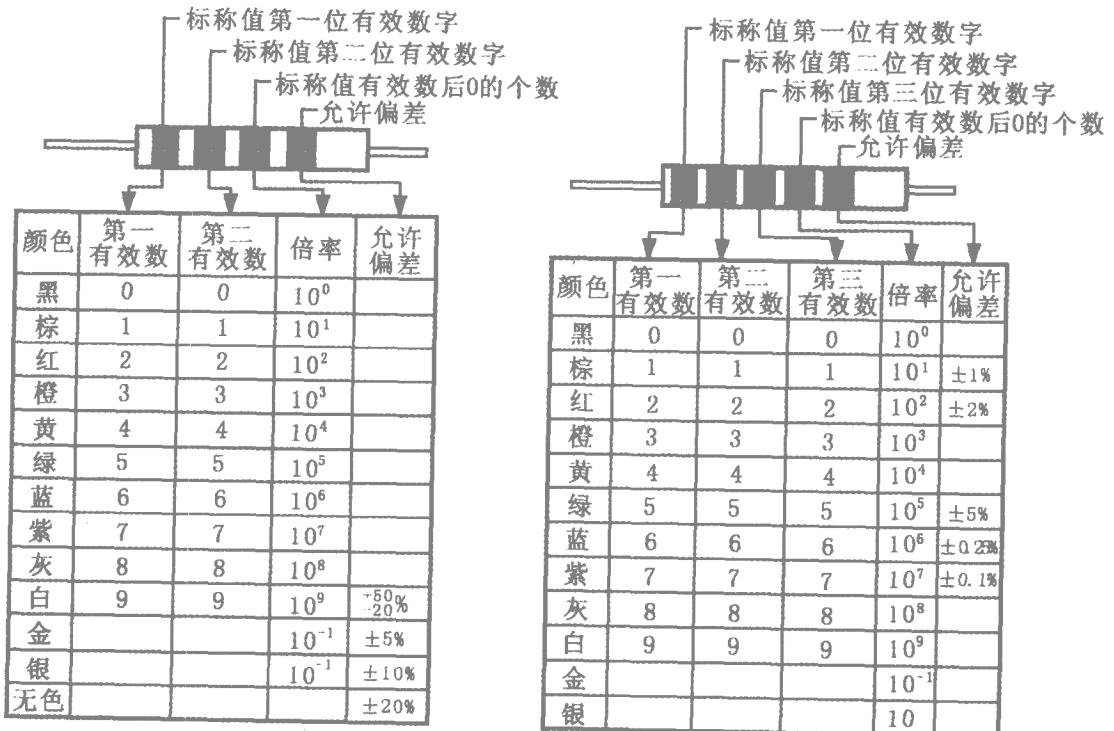 标称值第一位有效数字
标称值第二位有效数字
标称值有效数后0的个数
允许偏差
颜色 第一有效数 第二有效数 倍率 允许偏差
黑 0 0 10⁰
棕 1 1 10¹
红 2 2 10²
橙 3 3 10³
黄 4 4 10⁴
绿 5 5 10⁵
蓝 6 6 10⁶
紫 7 7 10⁷
灰 8 8 10⁸
白 9 9 10⁹ +50 -20%
金 10⁻¹ ±5%
银 10⁻¹ ±10%
无色 ±20%
标称值第一位有效数字
标称值第二位有效数字
标称值第三位有效数字
标称值有效数后0的个数
允许偏差
颜色 第一有效数 第二有效数 第三有效数 倍率 允许偏差
黑 0 0 0 10⁰
棕 1 1 1 10¹ ±1%
红 2 2 2 10² ±2%
橙 3 3 3 10³
黄 4 4 4 10⁴
绿 5 5 5 10⁵ ±5%
蓝 6 6 6 10⁶ ±0.25%
紫 7 7 7 10⁷ ±0.1%
灰 8 8 8 10⁸
白 9 9 9 10⁹
金 10⁻¹
银 10